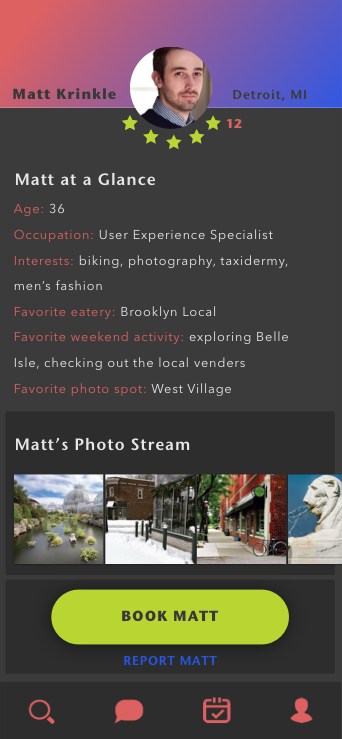 Matt Krinkle
Detroit, MI
12
Matt at a Glance
Age: 36
Occupation: User Experience Specialist
Interests: biking, photography, taxidermy,
men's fashion
Favorite eatery: Brooklyn Local
Favorite weekend activity: exploring Belle
Isle, checking out the local venders
Favorite photo spot: West Village
Matt's Photo Stream
BOOK MATT
REPORT MATT